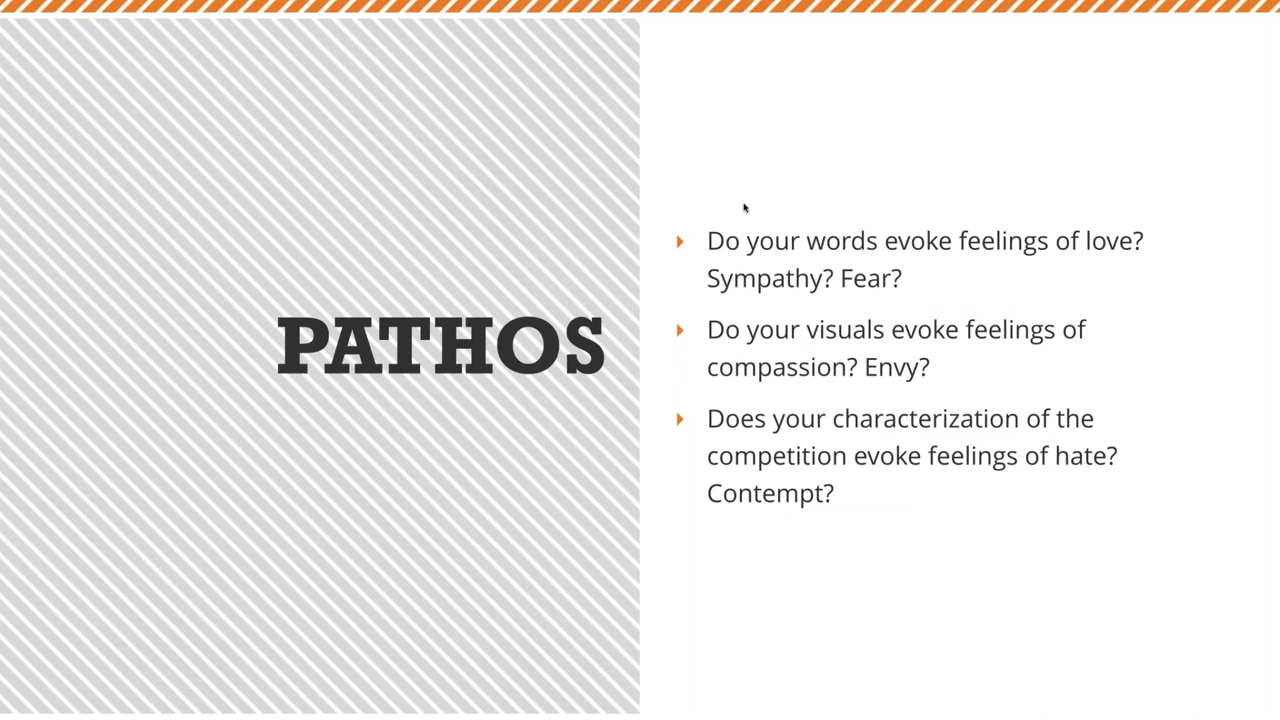 PATHOS
Do your words evoke feelings of love?
Sympathy? Fear?
Do your visuals evoke feelings of
compassion? Envy?
Does your characterization of the
competition evoke feelings of hate?
Contempt?